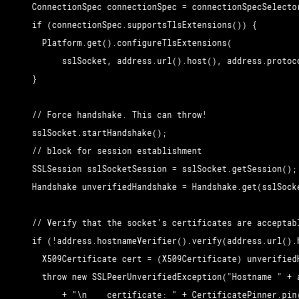 ConnectionSpec connectionSpec = connectionSpecSelector
if (connectionSpec.supportsTlsExtensions()) {
Platform.get().configureTlsExtensions(
sslSocket, address.url().host(), address.protoco
}
// Force handshake. This can throw!
sslSocket.startHandshake();
// block for session establishment
SSLSession sslSocketSession = sslSocket.getSession();
Handshake unverifiedHandshake = Handshake.get(sslSocke
// Verify that the socket's certificates are acceptabl
if (!address.hostnameVerifier().verify(address.url().h
X509Certificate cert = (X509Certificate) unverifiedH
throw new SSLPeerUnverifiedException("Hostname " + a
+ "\n    certificate: " + CertificatePinner.pin(